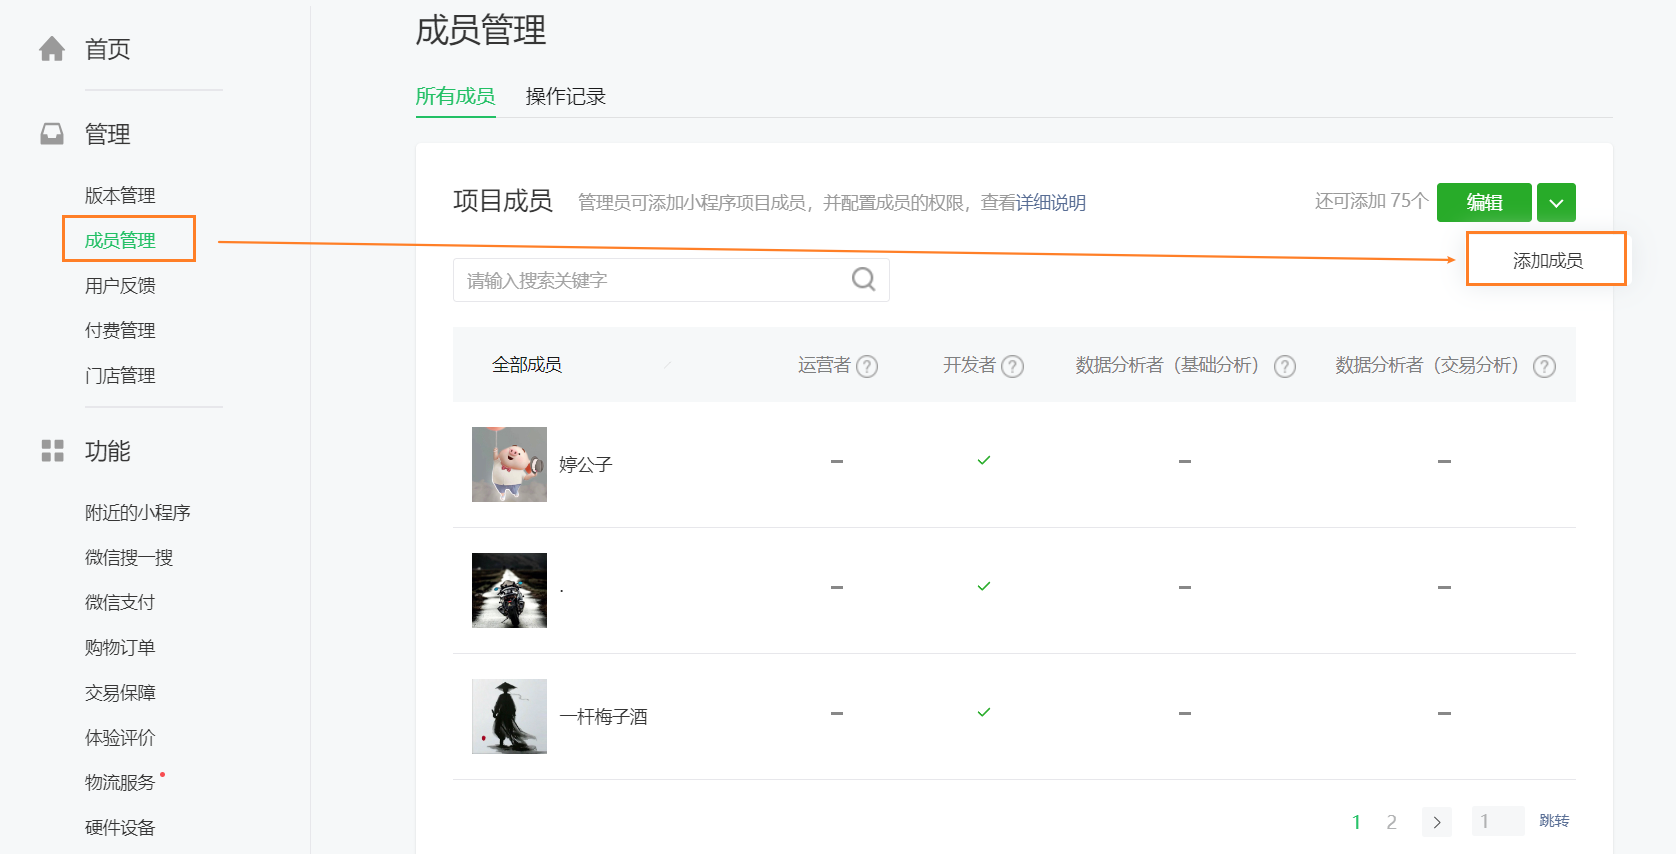 首页
管理
版本管理
成员管理
用户反馈
付费管理
门店管理
功能
附近的小程序
微信搜一搜
微信支付
购物订单
交易保障
体验评价
物流服务
硬件设备
成员管理
所有成员 操作记录
项目成员 管理员可添加小程序项目成员，并配置成员的权限，查看详细说明 还可添加 75个 编辑
添加成员
请输入搜索关键字
全部成员 运营者 ? 开发者 ? 数据分析者（基础分析） ? 数据分析者（交易分析） ?
婷公子
.
一杆梅子酒
1 2 > 1 跳转